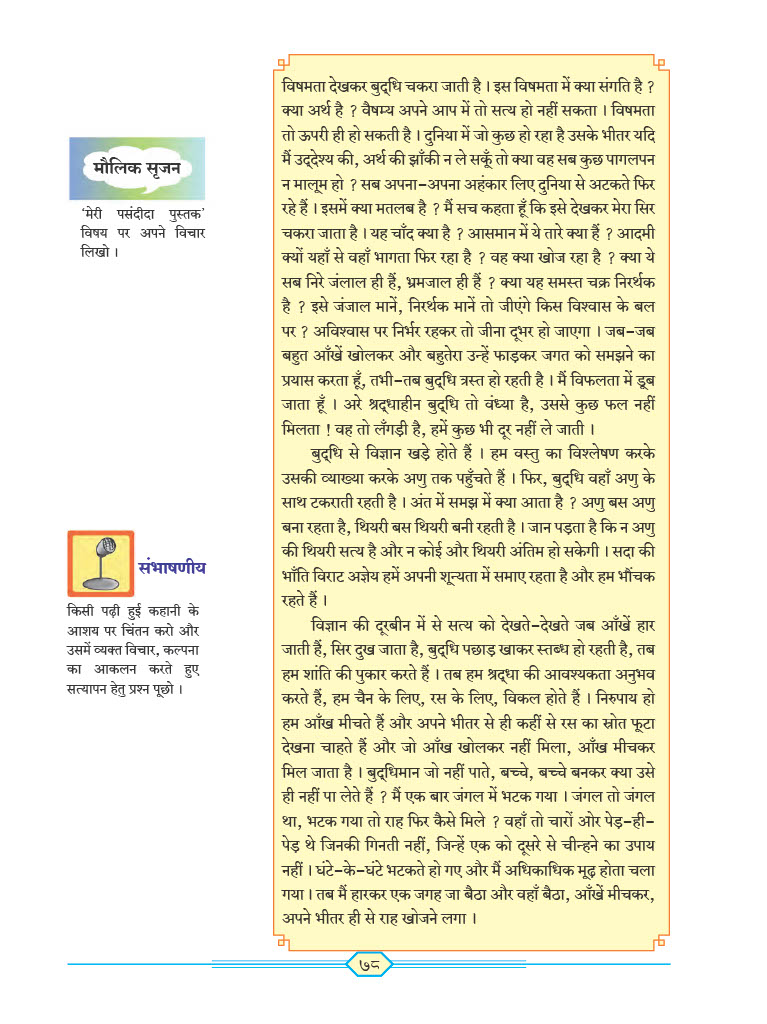 विषमता देखकर बुद्धि चकरा जाती है । इस विषमता में क्या संगति है ?
क्या अर्थ है ? वैषम्य अपने आप में तो सत्य हो नहीं सकता । विषमता
तो ऊपरी ही हो सकती है । दुनिया में जो कुछ हो रहा है उसके भीतर यदि
मैं उद्देश्य की, अर्थ की झाँकी न ले सकूँ तो क्या वह सब कुछ पागलपन
न मालूम हो ? सब अपना-अपना अहंकार लिए दुनिया से अटकते फिर
रहे हैं । इसमें क्या मतलब है ? मैं सच कहता हूँ कि इसे देखकर मेरा सिर
चकरा जाता है । यह चाँद क्या है ? आसमान में ये तारे क्या हैं ? आदमी
क्यों यहाँ से वहाँ भागता फिर रहा है ? वह क्या खोज रहा है ? क्या ये
सब निरे जंलाल ही हैं, भ्रमजाल ही हैं ? क्या यह समस्त चक्र निरर्थक
है ? इसे जंजाल मानें, निरर्थक मानें तो जीएंगे किस विश्वास के बल
पर ? अविश्वास पर निर्भर रहकर तो जीना दूभर हो जाएगा । जब-जब
बहुत आँखें खोलकर और बहुतेरा उन्हें फाड़कर जगत को समझने का
प्रयास करता हूँ, तभी-तब बुद्धि त्रस्त हो रहती है । मैं विफलता में डूब
जाता हूँ । अरे श्रद्धाहीन बुद्धि तो वंध्या है, उससे कुछ फल नहीं
मिलता ! वह तो लँगड़ी है, हमें कुछ भी दूर नहीं ले जाती ।
बुद्धि से विज्ञान खड़े होते हैं । हम वस्तु का विश्लेषण करके
उसकी व्याख्या करके अणु तक पहुँचते हैं । फिर, बुद्धि वहाँ अणु के
साथ टकराती रहती है । अंत में समझ में क्या आता है ? अणु बस अणु
बना रहता है, थियरी बस थियरी बनी रहती है । जान पड़ता है कि न अणु
की थियरी सत्य है और न कोई और थियरी अंतिम हो सकेगी । सदा की
भाँति विराट अज्ञेय हमें अपनी शून्यता में समाए रहता है और हम भौंचक
रहते हैं ।
विज्ञान की दूरबीन में से सत्य को देखते-देखते जब आँखें हार
जाती हैं, सिर दुख जाता है, बुद्धि पछाड़ खाकर स्तब्ध हो रहती है, तब
हम शांति की पुकार करते हैं । तब हम श्रद्धा की आवश्यकता अनुभव
करते हैं, हम चैन के लिए, रस के लिए, विकल होते हैं । निरुपाय हो
हम आँख मीचते हैं और अपने भीतर से ही कहीं से रस का स्रोत फूटा
देखना चाहते हैं और जो आँख खोलकर नहीं मिला, आँख मीचकर
मिल जाता है । बुद्धिमान जो नहीं पाते, बच्चे, बच्चे बनकर क्या उसे
ही नहीं पा लेते हैं ? मैं एक बार जंगल में भटक गया । जंगल तो जंगल
था, भटक गया तो राह फिर कैसे मिले ? वहाँ तो चारों ओर पेड़-ही-
पेड़ थे जिनकी गिनती नहीं, जिन्हें एक को दूसरे से चीन्हने का उपाय
नहीं । घंटे-के-घंटे भटकते हो गए और मैं अधिकाधिक मूढ़ होता चला
गया । तब मैं हारकर एक जगह जा बैठा और वहाँ बैठा, आँखें मीचकर,
अपने भीतर ही से राह खोजने लगा ।
मौलिक सृजन
‘मेरी पसंदीदा पुस्तक’
विषय पर अपने विचार
लिखो ।
संभाषणीय
किसी पढ़ी हुई कहानी के
आशय पर चिंतन करो और
उसमें व्यक्त विचार, कल्पना
का आकलन करते हुए
सत्यापन हेतु प्रश्न पूछो ।
७८